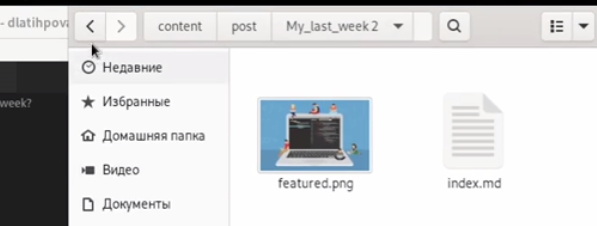 - dlatihpova
content
post
My_last_week 2
week?
Недавние
Избранные
Домашняя папка
Видео
Документы
featured.png
index.md